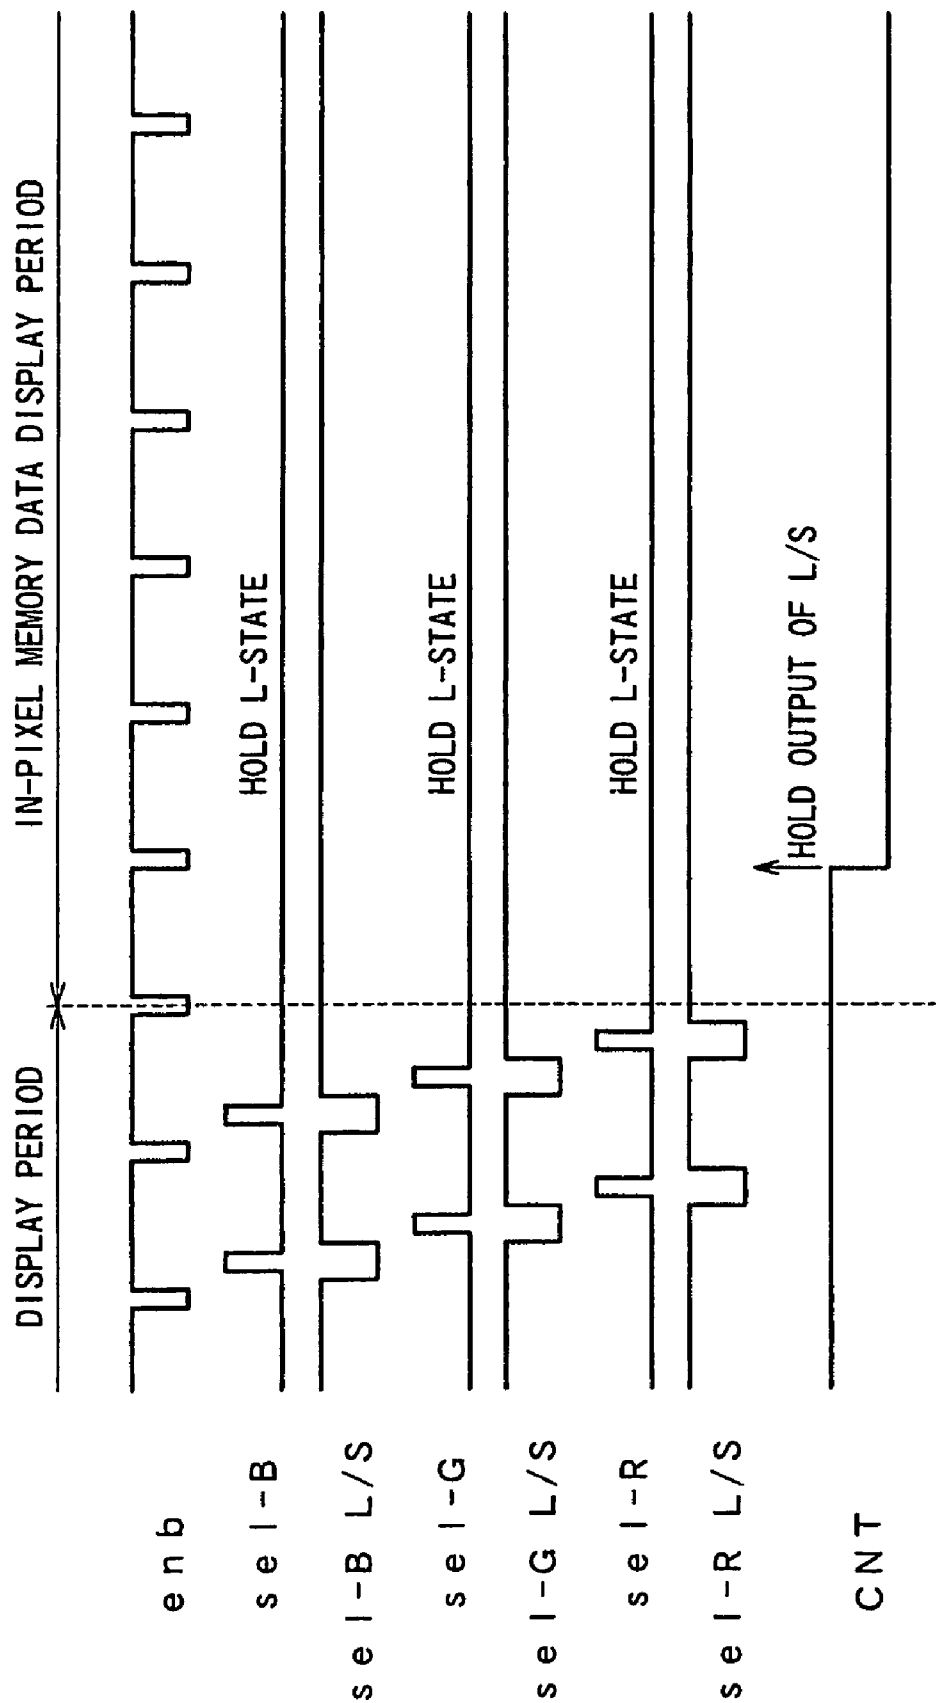 DISPLAY PERIOD
IN-PIXEL MEMORY DATA DISPLAY PERIOD
enb
sel-B
HOLD L-STATE
sel-B L/S
sel-G
HOLD L-STATE
sel-G L/S
sel-R
HOLD L-STATE
sel-R L/S
HOLD OUTPUT OF L/S
CNT